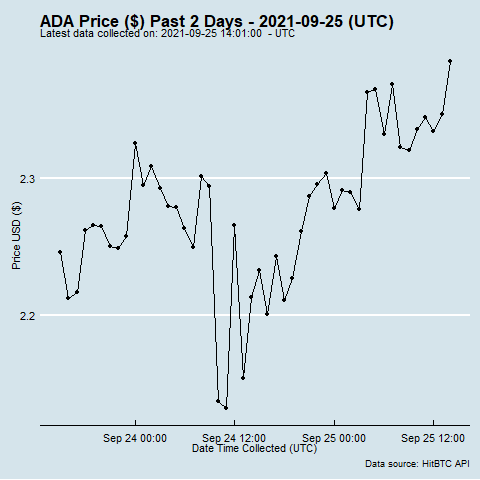 ADA Price ($) Past 2 Days - 2021-09-25 (UTC)
Latest data collected on: 2021-09-25 14:01:00 - UTC
2.3
Price USD ($)
2.2
Sep 24 00:00 Sep 24 12:00 Sep 25 00:00 Sep 25 12:00
Date Time Collected (UTC)
Data source: HitBTC API